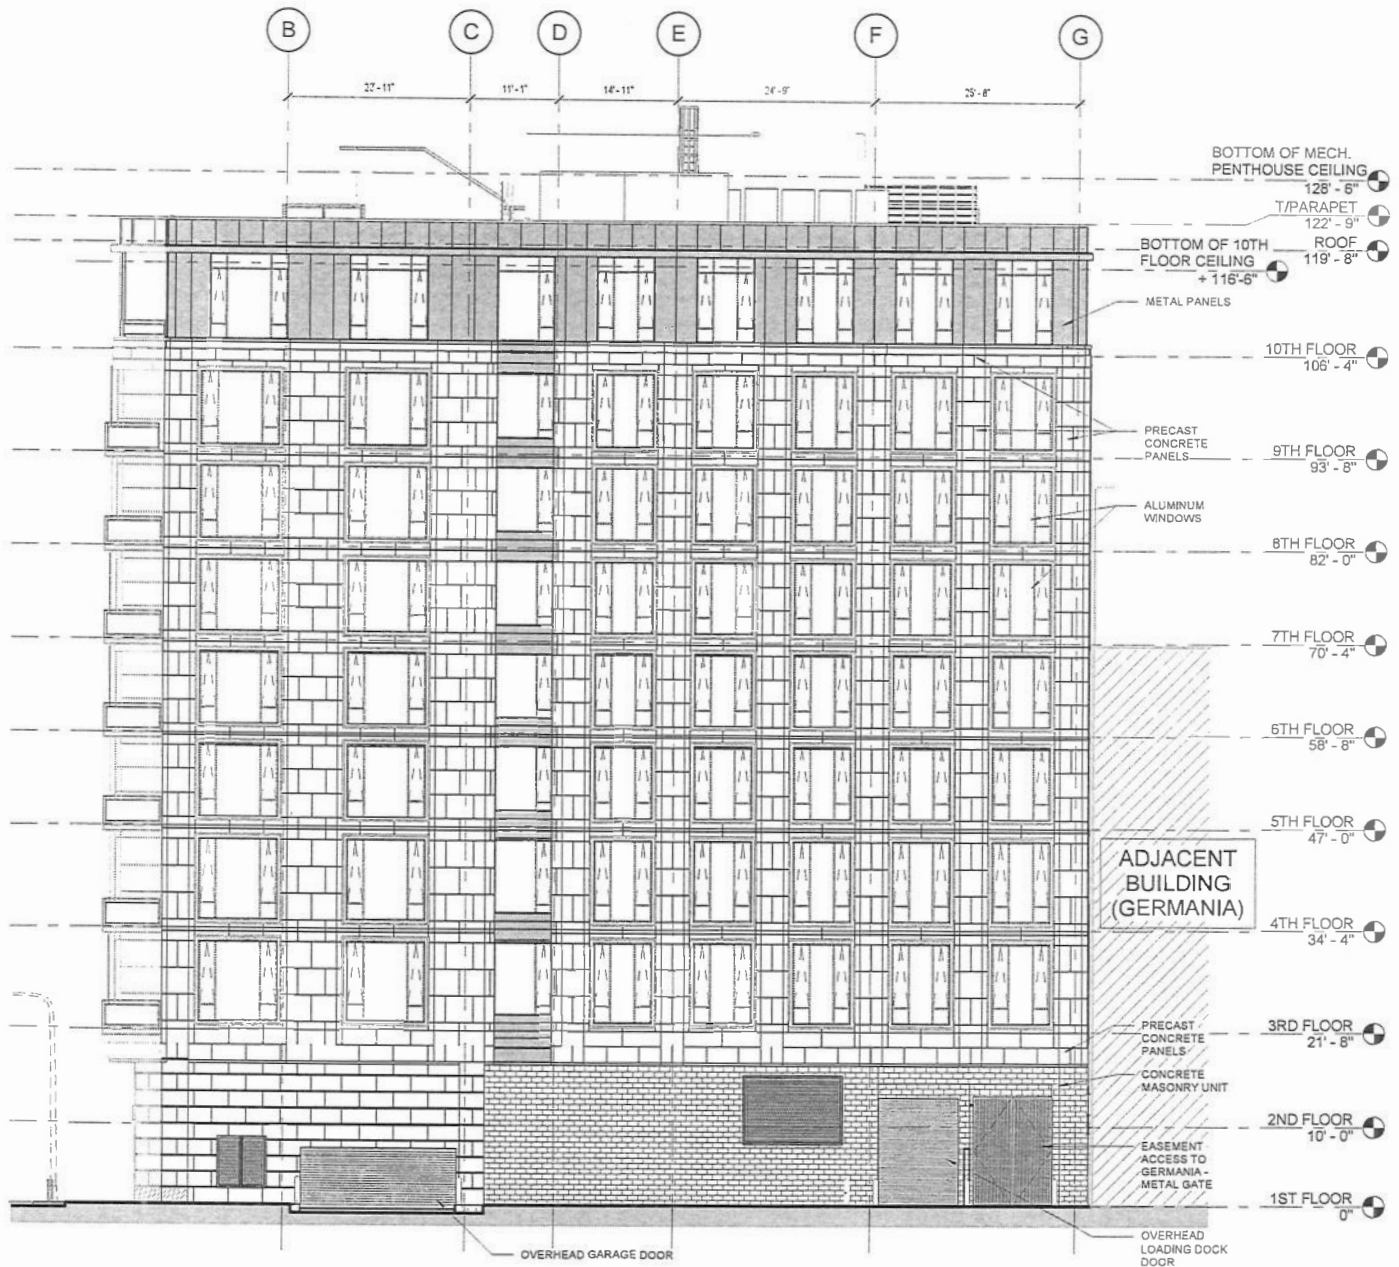 B C D E F G
22' - 11" 11' - 1" 14' - 11" 24' - 9" 25' - 8"
BOTTOM OF MECH.
PENTHOUSE CEILING
128' - 6"
T/PARAPET
122' - 9"
ROOF
119' - 8"
BOTTOM OF 10TH
FLOOR CEILING
+ 116'-6"
METAL PANELS
10TH FLOOR
106' - 4"
PRECAST
CONCRETE
PANELS
9TH FLOOR
93' - 8"
ALUMINUM
WINDOWS
8TH FLOOR
82' - 0"
7TH FLOOR
70' - 4"
6TH FLOOR
58' - 8"
5TH FLOOR
47' - 0"
ADJACENT
BUILDING
(GERMANIA)
4TH FLOOR
34' - 4"
PRECAST
CONCRETE
PANELS
3RD FLOOR
21' - 8"
CONCRETE
MASONRY UNIT
2ND FLOOR
10' - 0"
EASEMENT
ACCESS TO
GERMANIA -
METAL GATE
1ST FLOOR
0"
OVERHEAD GARAGE DOOR
OVERHEAD
LOADING DOCK
DOOR